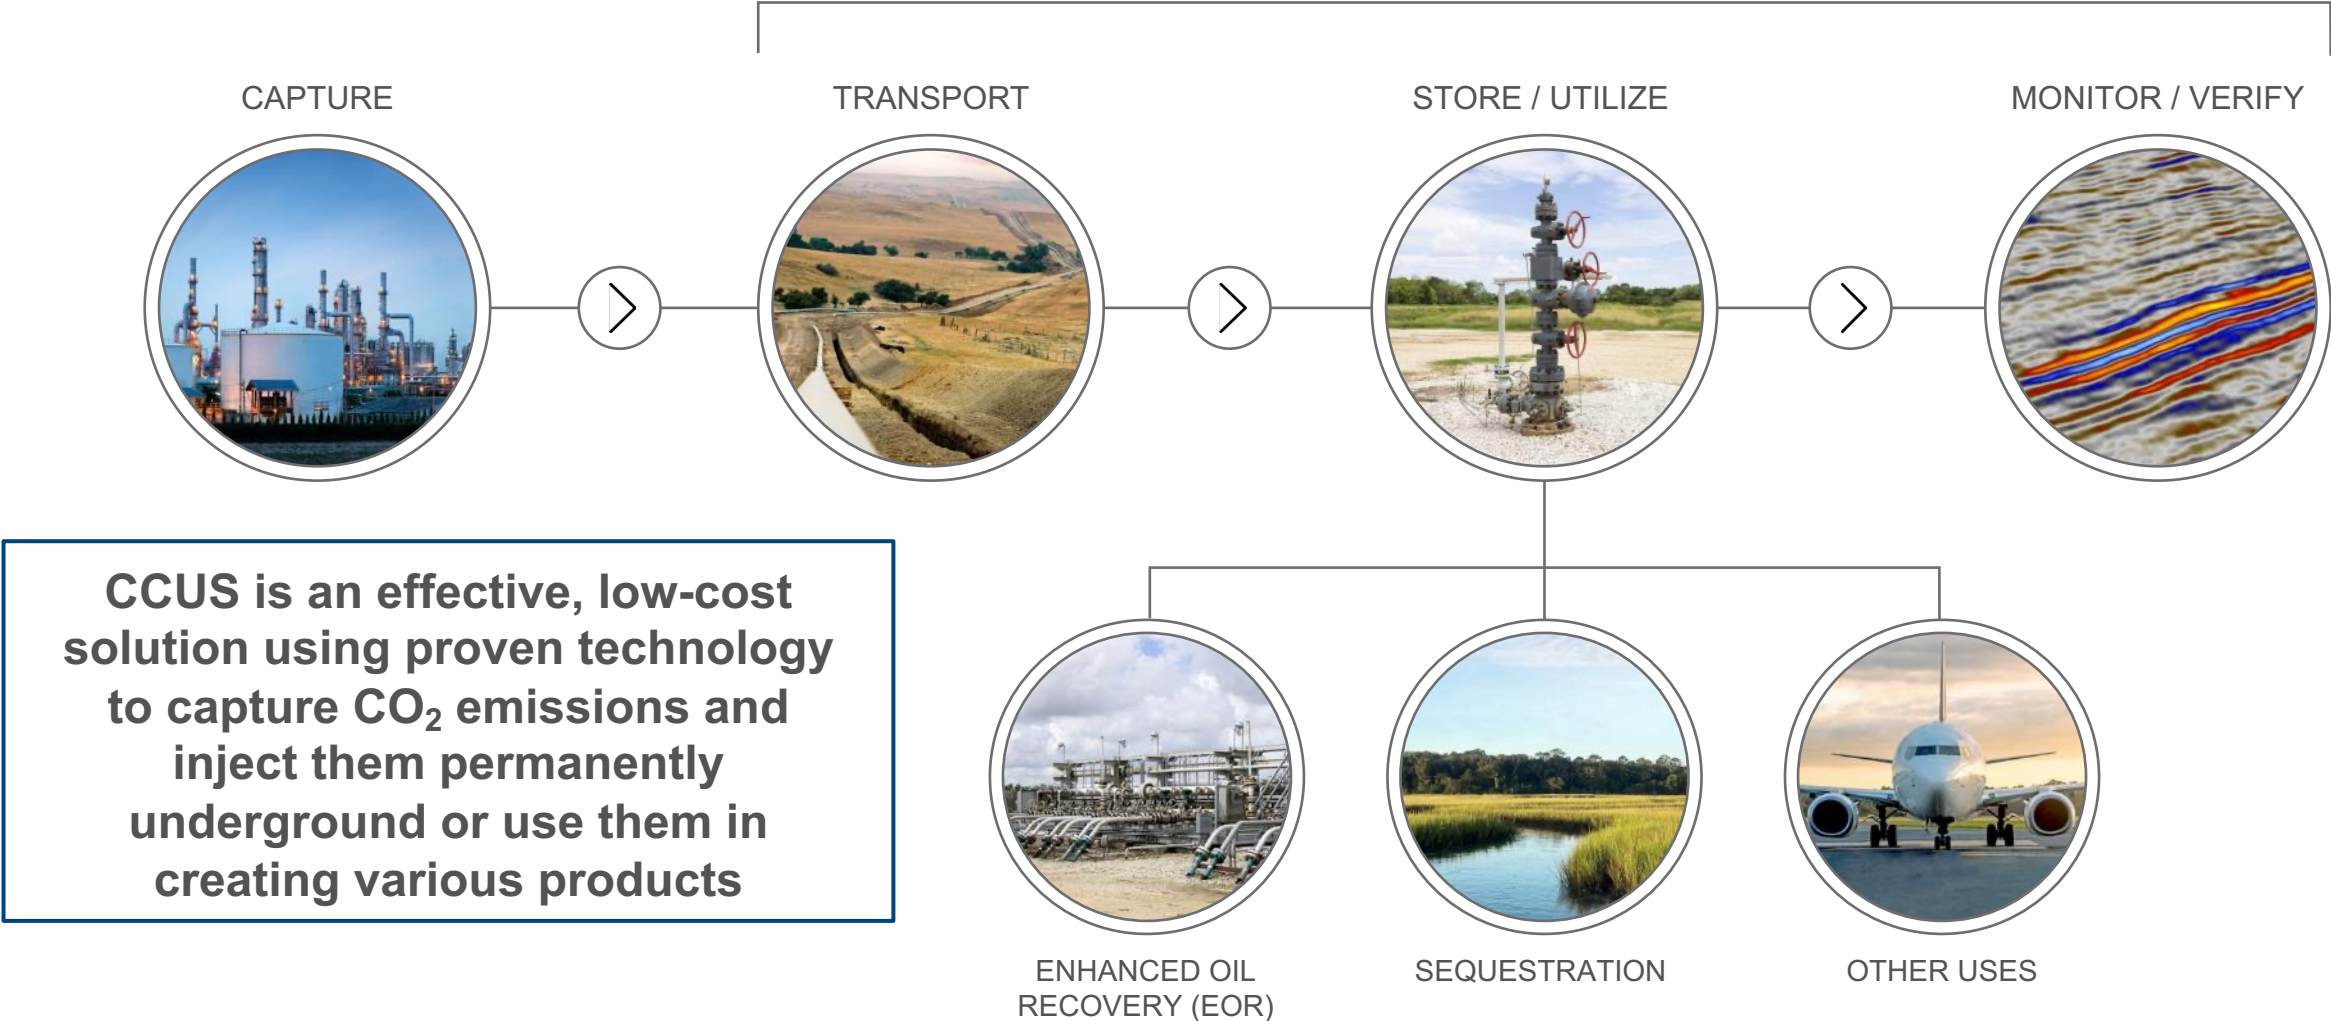 CAPTURE
TRANSPORT
STORE / UTILIZE
MONITOR / VERIFY
CCUS is an effective, low-cost
solution using proven technology
to capture CO₂ emissions and
inject them permanently
underground or use them in
creating various products
ENHANCED OIL
RECOVERY (EOR)
SEQUESTRATION
OTHER USES